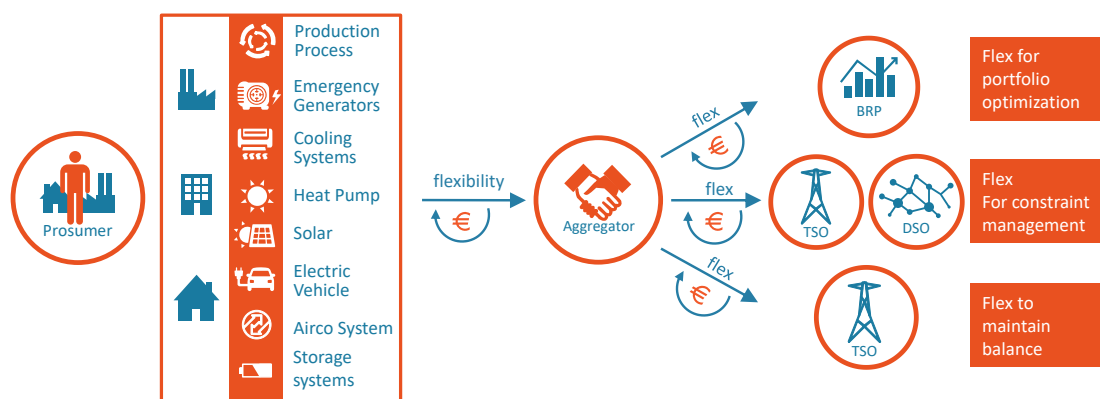 Prosumer
Production
Process
Emergency
Generators
Cooling
Systems
Heat Pump
Solar
Electric
Vehicle
Airco System
Storage
systems
flexibility
€
Aggregator
flex
€
flex
€
flex
€
BRP
TSO
DSO
TSO
Flex for
portfolio
optimization
Flex
For constraint
management
Flex to
maintain
balance